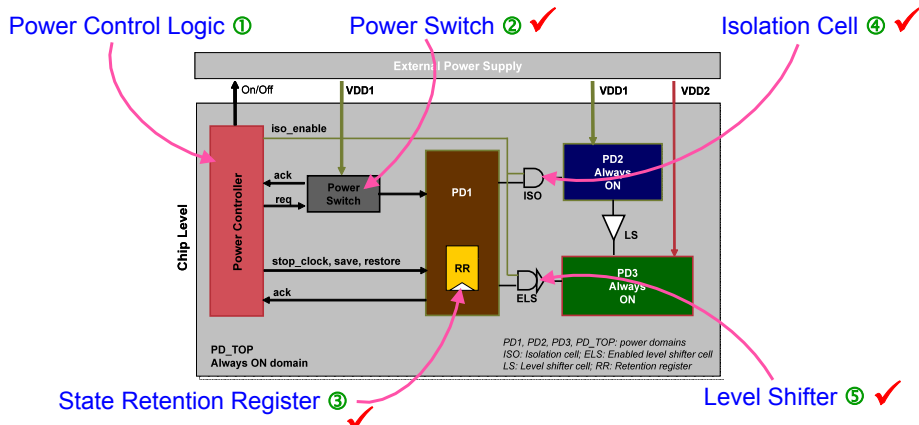 Power Control Logic ①
Power Switch ② ✓
Isolation Cell ④ ✓
External Power Supply
On/Off
VDD1
VDD1
VDD2
iso_enable
ack
req
Power
Switch
PD1
ISO
PD2
Always
ON
LS
Chip Level
Power Controller
stop_clock, save, restore
ack
RR
ELS
PD3
Always
ON
PD_TOP
Always ON domain
PD1, PD2, PD3, PD_TOP: power domains
ISO: Isolation cell; ELS: Enabled level shifter cell
LS: Level shifter cell; RR: Retention register
State Retention Register ③ ✓
Level Shifter ⑤ ✓